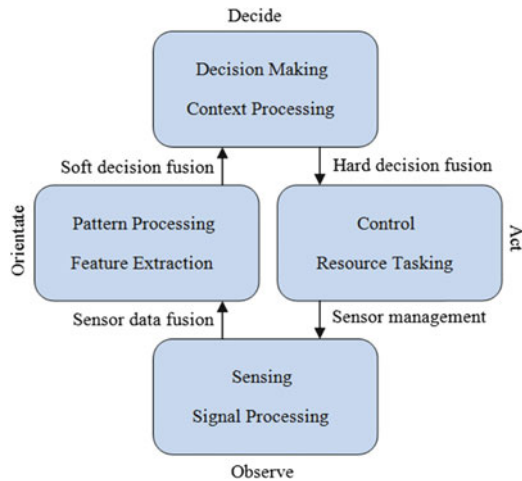 Decide
Decision Making
Context Processing
Soft decision fusion
Hard decision fusion
Orientate
Pattern Processing
Feature Extraction
Control
Resource Tasking
Act
Sensor data fusion
Sensor management
Sensing
Signal Processing
Observe